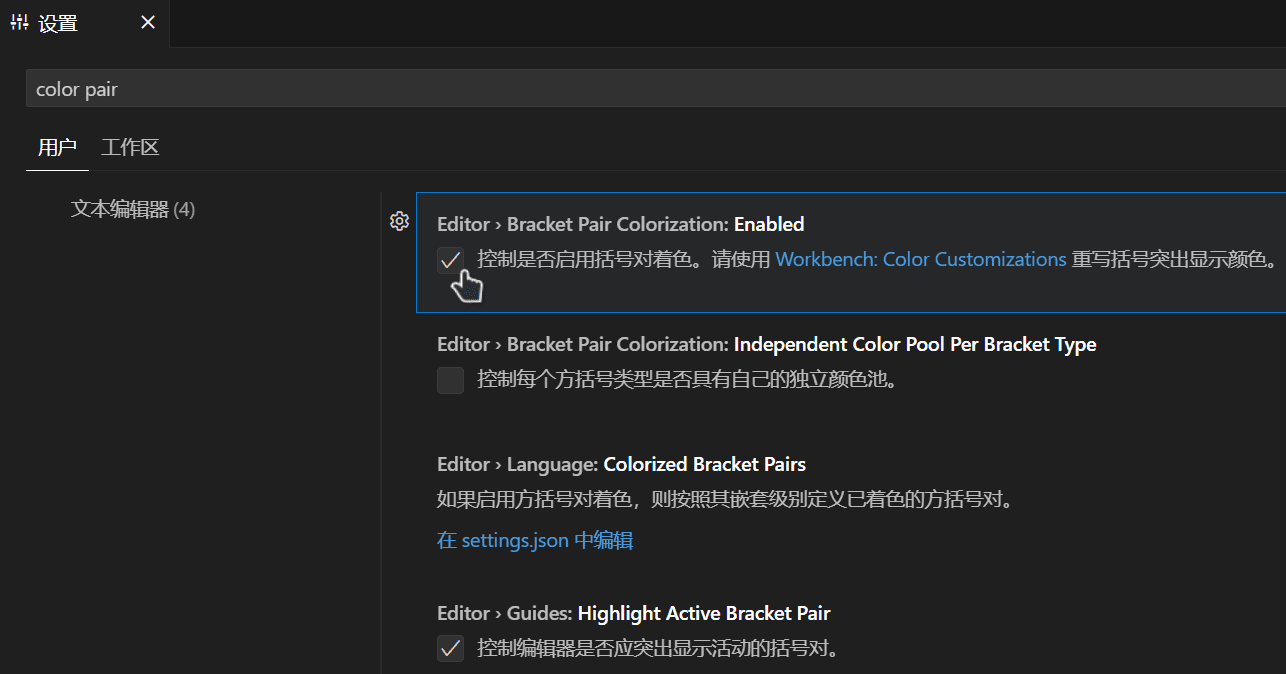 设置
color pair
用户 工作区
文本编辑器 (4)
Editor › Bracket Pair Colorization: Enabled
控制是否启用括号对着色。请使用 Workbench: Color Customizations 重写括号突出显示颜色。
Editor › Bracket Pair Colorization: Independent Color Pool Per Bracket Type
控制每个方括号类型是否具有自己的独立颜色池。
Editor › Language: Colorized Bracket Pairs
如果启用方括号对着色，则按照其嵌套级别定义已着色的方括号对。
在 settings.json 中编辑
Editor › Guides: Highlight Active Bracket Pair
控制编辑器是否应突出显示活动的括号对。